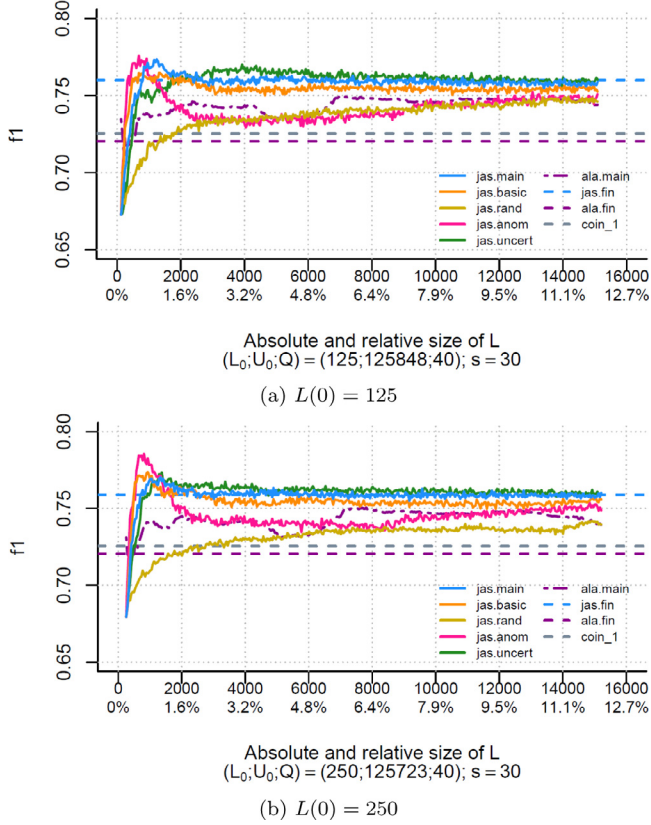 0.80
0.75
0.70
0.65
f1
jas.main
jas.basic
jas.rand
jas.anom
jas.uncert
ala.main
jas.fin
ala.fin
coin_1
0 2000 4000 6000 8000 10000 12000 14000 16000
0% 1.6% 3.2% 4.8% 6.4% 7.9% 9.5% 11.1% 12.7%
Absolute and relative size of L
(L₀;U₀;Q) = (125;125848;40); s = 30
(a) L(0) = 125
0.80
0.75
0.70
0.65
f1
jas.main
jas.basic
jas.rand
jas.anom
jas.uncert
ala.main
jas.fin
ala.fin
coin_1
0 2000 4000 6000 8000 10000 12000 14000 16000
0% 1.6% 3.2% 4.8% 6.4% 7.9% 9.5% 11.1% 12.7%
Absolute and relative size of L
(L₀;U₀;Q) = (250;125723;40); s = 30
(b) L(0) = 250